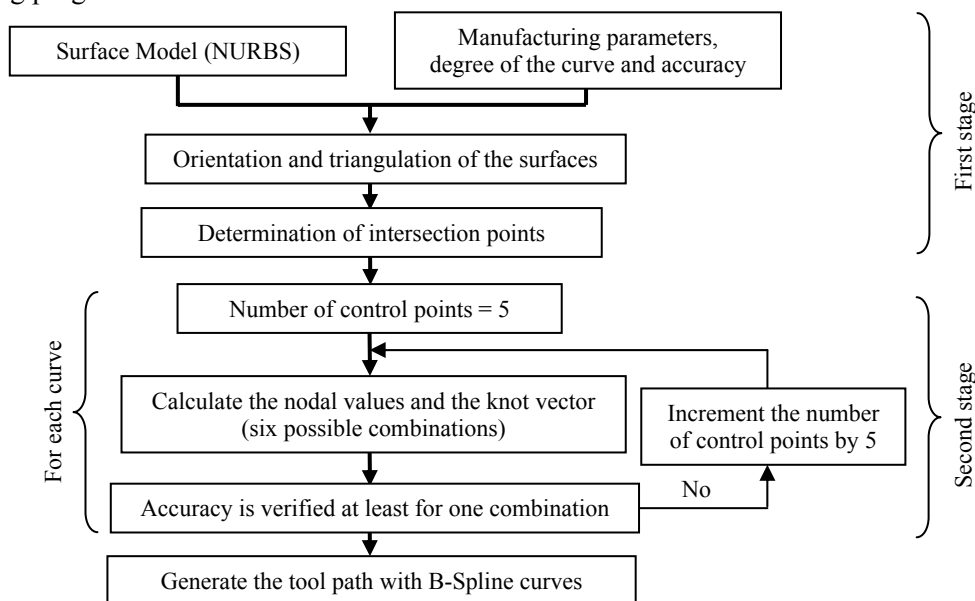 Surface Model (NURBS)
Manufacturing parameters,
degree of the curve and accuracy
First stage
Orientation and triangulation of the surfaces
Determination of intersection points
For each curve
Number of control points = 5
Calculate the nodal values and the knot vector
(six possible combinations)
Increment the number
of control points by 5
Second stage
No
Accuracy is verified at least for one combination
Generate the tool path with B-Spline curves